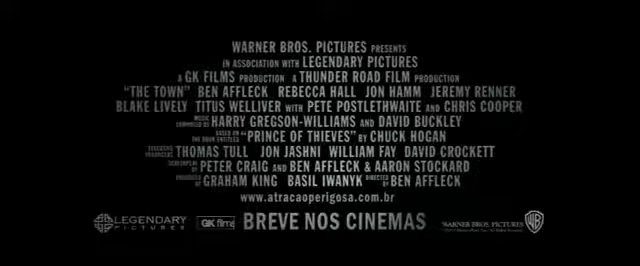 WARNER BROS. PICTURES PRESENTS
IN ASSOCIATION WITH LEGENDARY PICTURES
A GK FILMS PRODUCTION A THUNDER ROAD FILM PRODUCTION
"THE TOWN" BEN AFFLECK REBECCA HALL JON HAMM JEREMY RENNER
BLAKE LIVELY TITUS WELLIVER WITH PETE POSTLETHWAITE AND CHRIS COOPER
MUSIC COMPOSED BY HARRY GREGSON-WILLIAMS AND DAVID BUCKLEY
BASED ON THE BOOK ENTITLED "PRINCE OF THIEVES" BY CHUCK HOGAN
EXECUTIVE PRODUCERS THOMAS TULL JON JASHNI WILLIAM FAY DAVID CROCKETT
SCREENPLAY BY PETER CRAIG AND BEN AFFLECK & AARON STOCKARD
PRODUCED BY GRAHAM KING BASIL IWANYK DIRECTED BY BEN AFFLECK
www.atracaoperigosa.com.br
LEGENDARY PICTURES GK films BREVE NOS CINEMAS WARNER BROS. PICTURES WB